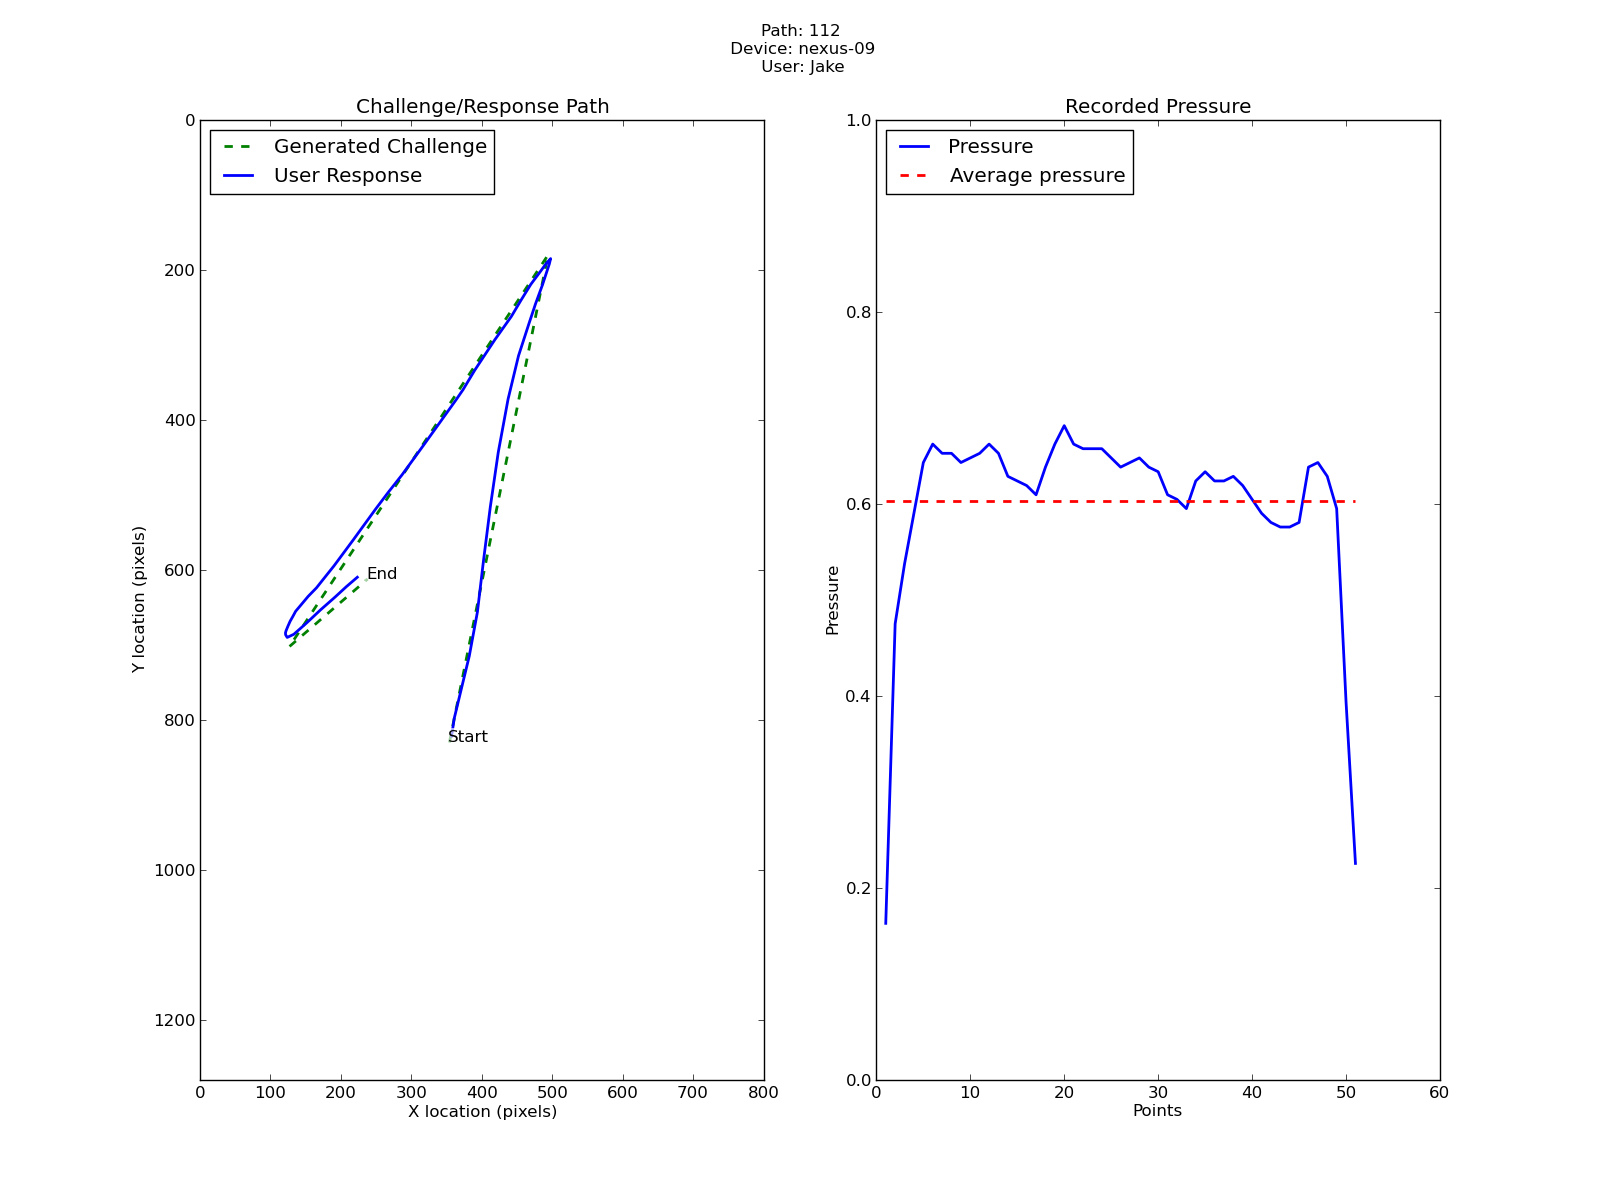 Path: 112
Device: nexus-09
User: Jake
Challenge/Response Path
Generated Challenge
User Response
0
200
400
600
800
1000
1200
Y location (pixels)
End
Start
0 100 200 300 400 500 600 700 800
X location (pixels)
Recorded Pressure
Pressure
Average pressure
1.0
0.8
0.6
0.4
0.2
0.0
Pressure
0 10 20 30 40 50 60
Points